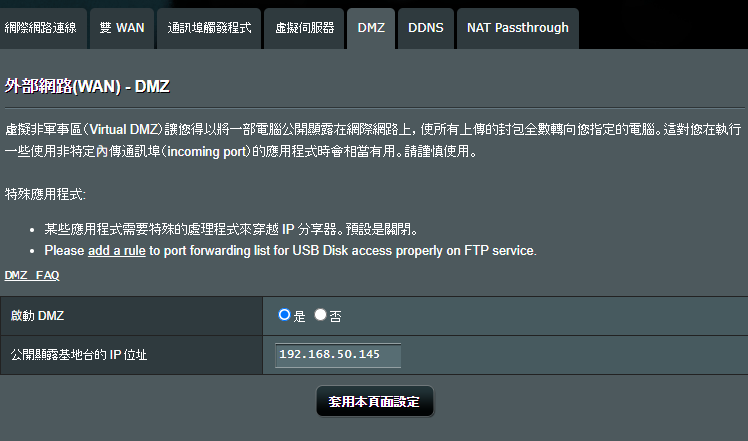 網際網路連線 雙 WAN 通訊埠觸發程式 虛擬伺服器 DMZ DDNS NAT Passthrough
外部網路(WAN) - DMZ
虛擬非軍事區(Virtual DMZ)讓您得以將一部電腦公開顯露在網際網路上, 使所有上傳的封包全數轉向您指定的電腦。這對您在執行
一些使用非特定內傳通訊埠(incoming port)的應用程式時會相當有用。請謹慎使用。
特殊應用程式:
• 某些應用程式需要特殊的處理程式來穿越 IP 分享器。預設是關閉。
• Please add a rule to port forwarding list for USB Disk access properly on FTP service.
DMZ FAQ
啟動 DMZ 是 否
公開顯露基地台的 IP 位址 192.168.50.145
套用本頁面設定